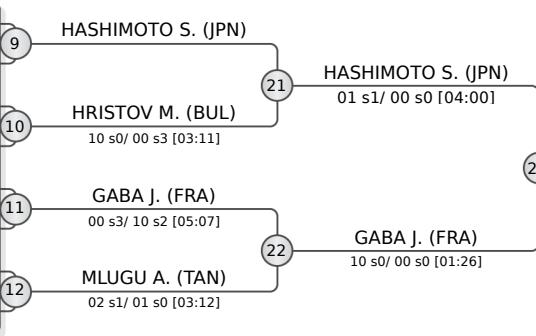 9
HASHIMOTO S. (JPN)
21
HASHIMOTO S. (JPN)
01 s1/ 00 s0 [04:00]
10
HRISTOV M. (BUL)
10 s0/ 00 s3 [03:11]
11
GABA J. (FRA)
00 s3/ 10 s2 [05:07]
22
GABA J. (FRA)
10 s0/ 00 s0 [01:26]
12
MLUGU A. (TAN)
02 s1/ 01 s0 [03:12]